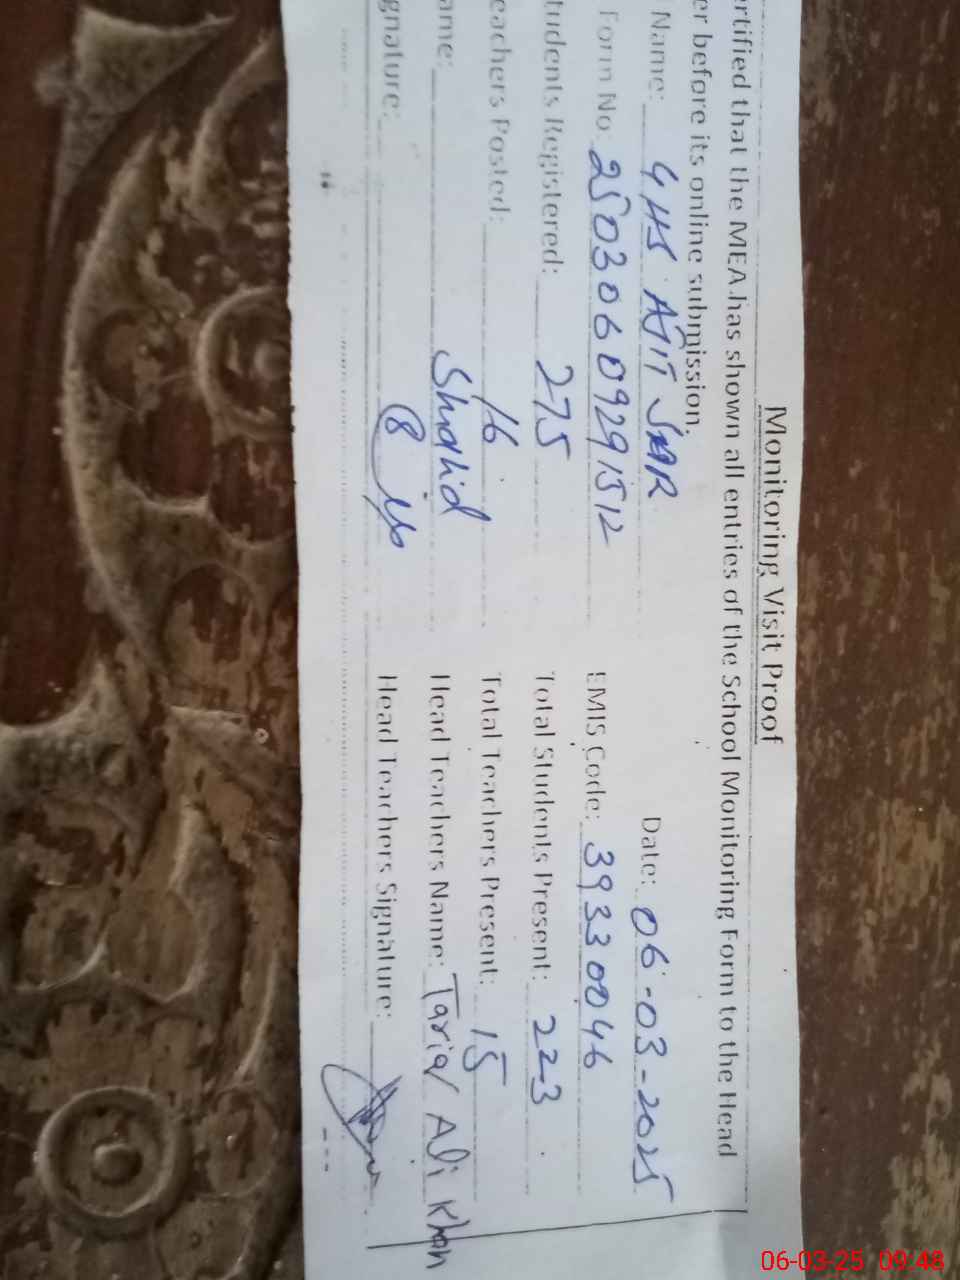 Monitoring Visit Proof
ertified that the MEA has shown all entries of the School Monitoring Form to the Head
er before its online submission.
Name: GHS AJIT SAR Date: 06-03-2025
Form No: 25030609291512 EMIS Code: 39330046
tudents Registered: 275 Total Students Present: 223
eachers Posted: 16 Total Teachers Present: 15
ame: Shahid Head Teachers Name: Tariq Ali Khan
gnature: Head Teachers Signature:
06-03-25 09:48